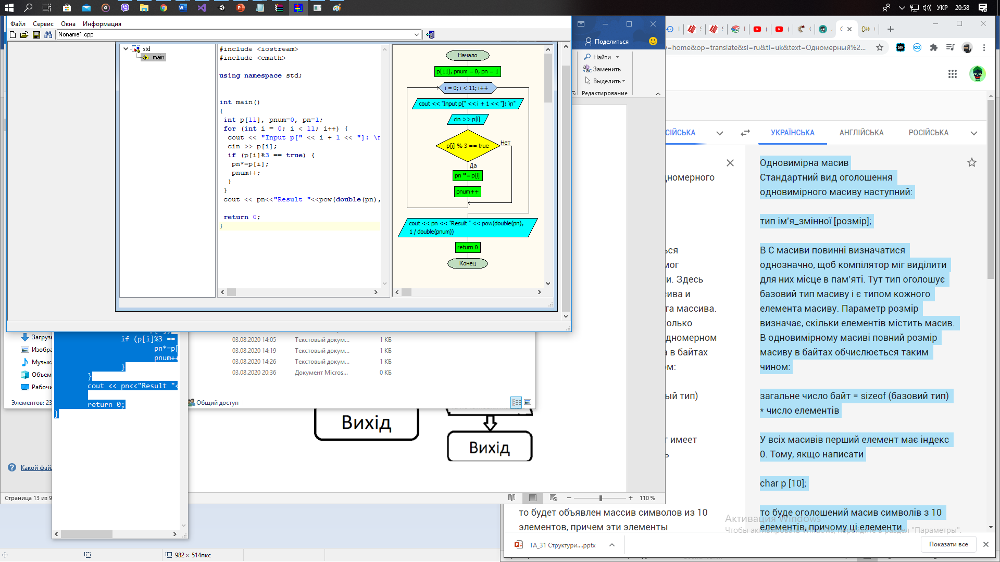 УКР
20:58
Файл Сервис Окна Информация
Noname1.cpp
std
main
#include <iostream>
#include <cmath>
using namespace std;
int main()
{
int p[11], pnum=0, pn=1;
for (int i = 0; i < 11; i++) {
cout << "Input p[" << i + 1 << "]: \n
cin >> p[i];
if (p[i]%3 == true) {
pn*=p[i];
pnum++;
}
}
cout << pn<<"Result "<<pow(double(pn),
return 0;
}
Начало
p[11], pnum = 0, pn = 1
i = 0; i < 11; i++
cout << "Input p[" << i + 1 << "]: \n"
cin >> p[i]
p[i] % 3 == true
Нет
Да
pn *= p[i]
pnum++
cout << pn << "Result " << pow(double(pn),
1 / double(pnum))
return 0
Конец
Поделиться
Найти
Заменить
Выделить
Редактирование
=home&op=translate&sl=ru&tl=uk&text=Одномерный%2...
СІЙСЬКА
УКРАЇНСЬКА АНГЛІЙСЬКА РОСІЙСЬКА
Одновимірна масив
Стандартний вид оголошення
одновимірного масиву наступний:
тип ім'я_змінної [розмір];
В С масиви повинні визначатися
однозначно, щоб компілятор міг виділити
для них місце в пам'яті. Тут тип оголошує
базовий тип масиву і є типом кожного
елемента масиву. Параметр розмір
визначає, скільки елементів містить масив.
В одновимірному масиві повний розмір
масиву в байтах обчислюється таким
чином:
загальне число байт = sizeof (базовий тип)
* число елементів
У всіх масивів перший елемент має індекс
0. Тому, якщо написати
char p [10];
то буде оголошений масив символів з 10
елементів, причому ці елементи
дномерного
мог
и. Здесь
сива и
та массива.
колько
дномерном
а в байтах
ом:
ый тип)
т имеет
то будет объявлен массив символов из 10
элементов, причем эти элементы
Активация Windows
Чтобы активировать Windows, перейдите в раздел "Параметры".
TA_31 Структури....pptx
Показати все
Загруз
Изобра
Музыка
Объем
Рабочи
Элементов: 23
if (p[i]%3 ==
pn*=p[
pnum++
}
}
cout << pn<<"Result "<
return 0;
}
03.08.2020 14:05 Текстовый докум... 1 КБ
03.08.2020 14:19 Текстовый докум... 1 КБ
03.08.2020 14:26 Текстовый докум... 1 КБ
03.08.2020 20:36 Документ Micros... 0 КБ
Общий доступ
Вихід
Вихід
Какой фай
Страница 13 из 9
110 %
982 × 514пкс